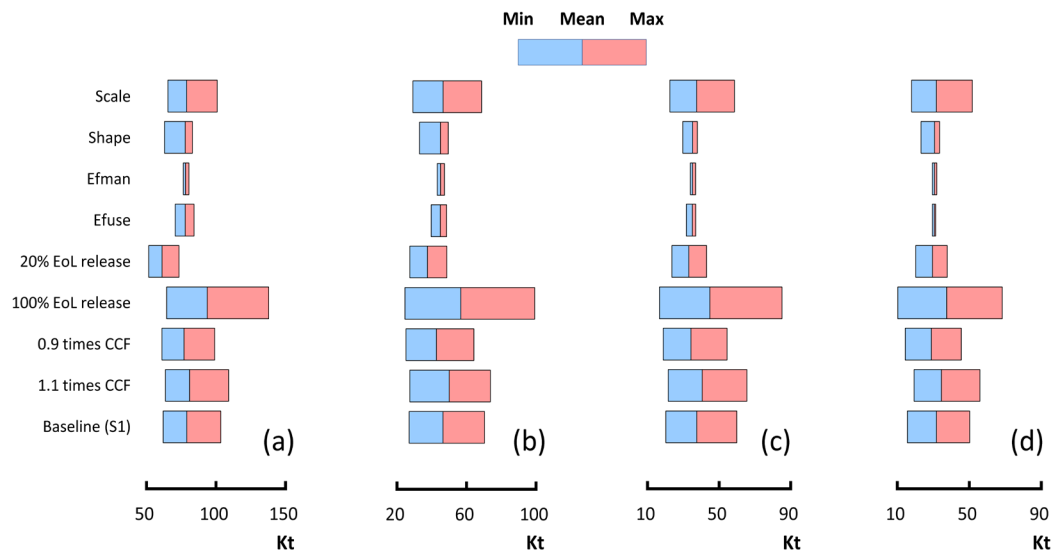 Min Mean Max
Scale
Shape
Efman
Efuse
20% EoL release
100% EoL release
0.9 times CCF
1.1 times CCF
Baseline (S1) (a) (b) (c) (d)
50 100 150 20 60 100 10 50 90 10 50 90
Kt Kt Kt Kt